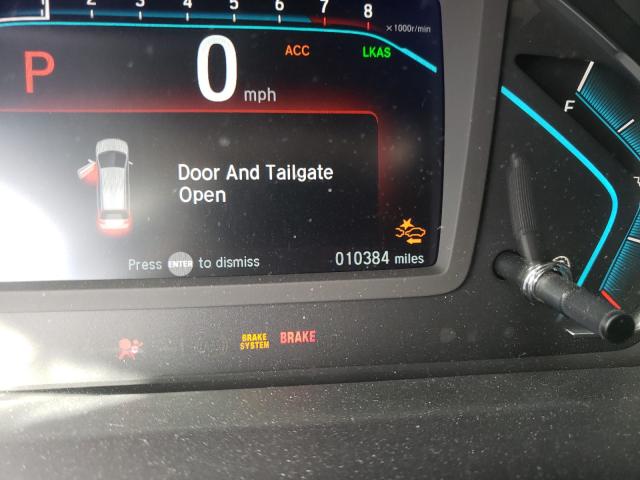 1 2 3 4 5 6 7 8
x 1000r/min
P 0 mph
ACC LKAS
F
Door And Tailgate
Open
Press ENTER to dismiss
010384 miles
BRAKE
SYSTEM
BRAKE